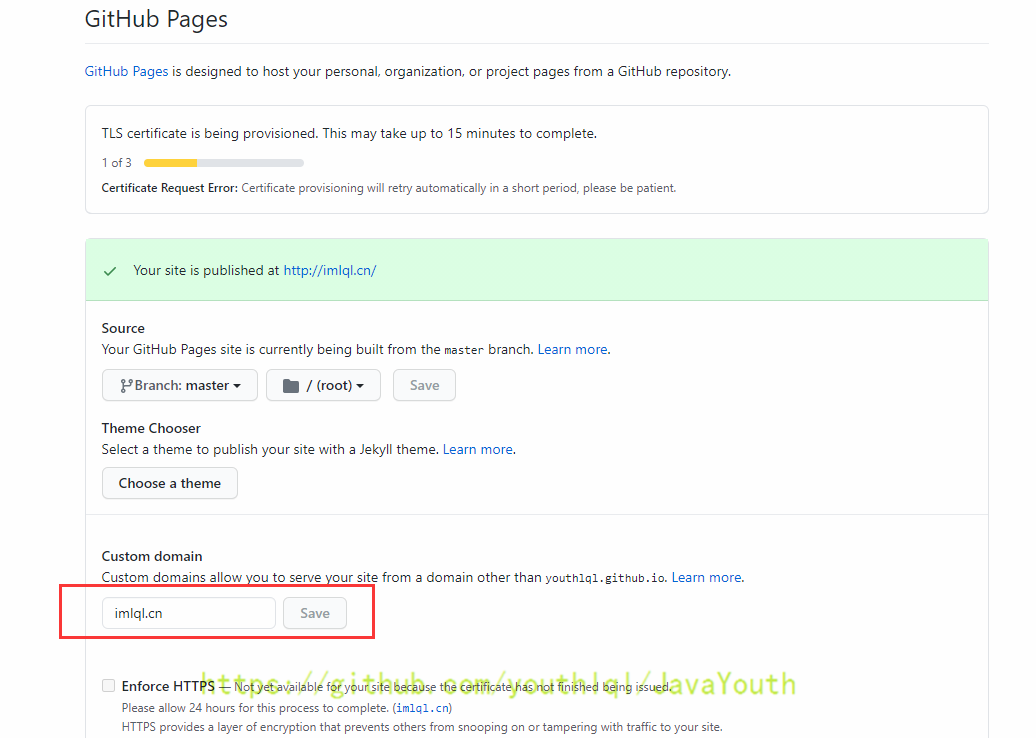 GitHub Pages
GitHub Pages is designed to host your personal, organization, or project pages from a GitHub repository.
TLS certificate is being provisioned. This may take up to 15 minutes to complete.
1 of 3
Certificate Request Error: Certificate provisioning will retry automatically in a short period, please be patient.
Your site is published at http://imlql.cn/
Source
Your GitHub Pages site is currently being built from the master branch. Learn more.
Branch: master / (root) Save
Theme Chooser
Select a theme to publish your site with a Jekyll theme. Learn more.
Choose a theme
Custom domain
Custom domains allow you to serve your site from a domain other than youthlql.github.io. Learn more.
imlql.cn Save
https://github.com/youthlql/JavaYouth
Enforce HTTPS — Not yet available for your site because the certificate has not finished being issued.
Please allow 24 hours for this process to complete. (imlql.cn)
HTTPS provides a layer of encryption that prevents others from snooping on or tampering with traffic to your site.